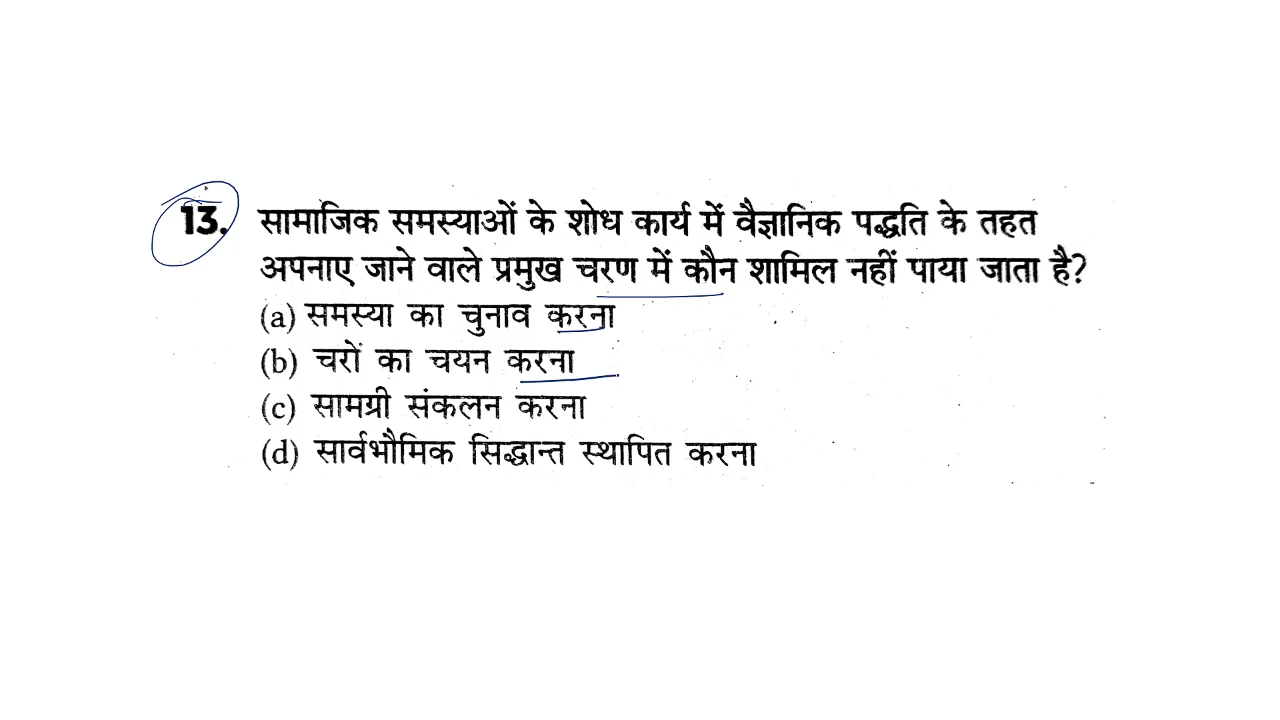 13. सामाजिक समस्याओं के शोध कार्य में वैज्ञानिक पद्धति के तहत
अपनाए जाने वाले प्रमुख चरण में कौन शामिल नहीं पाया जाता है?
(a) समस्या का चुनाव करना
(b) चरों का चयन करना
(c) सामग्री संकलन करना
(d) सार्वभौमिक सिद्धान्त स्थापित करना